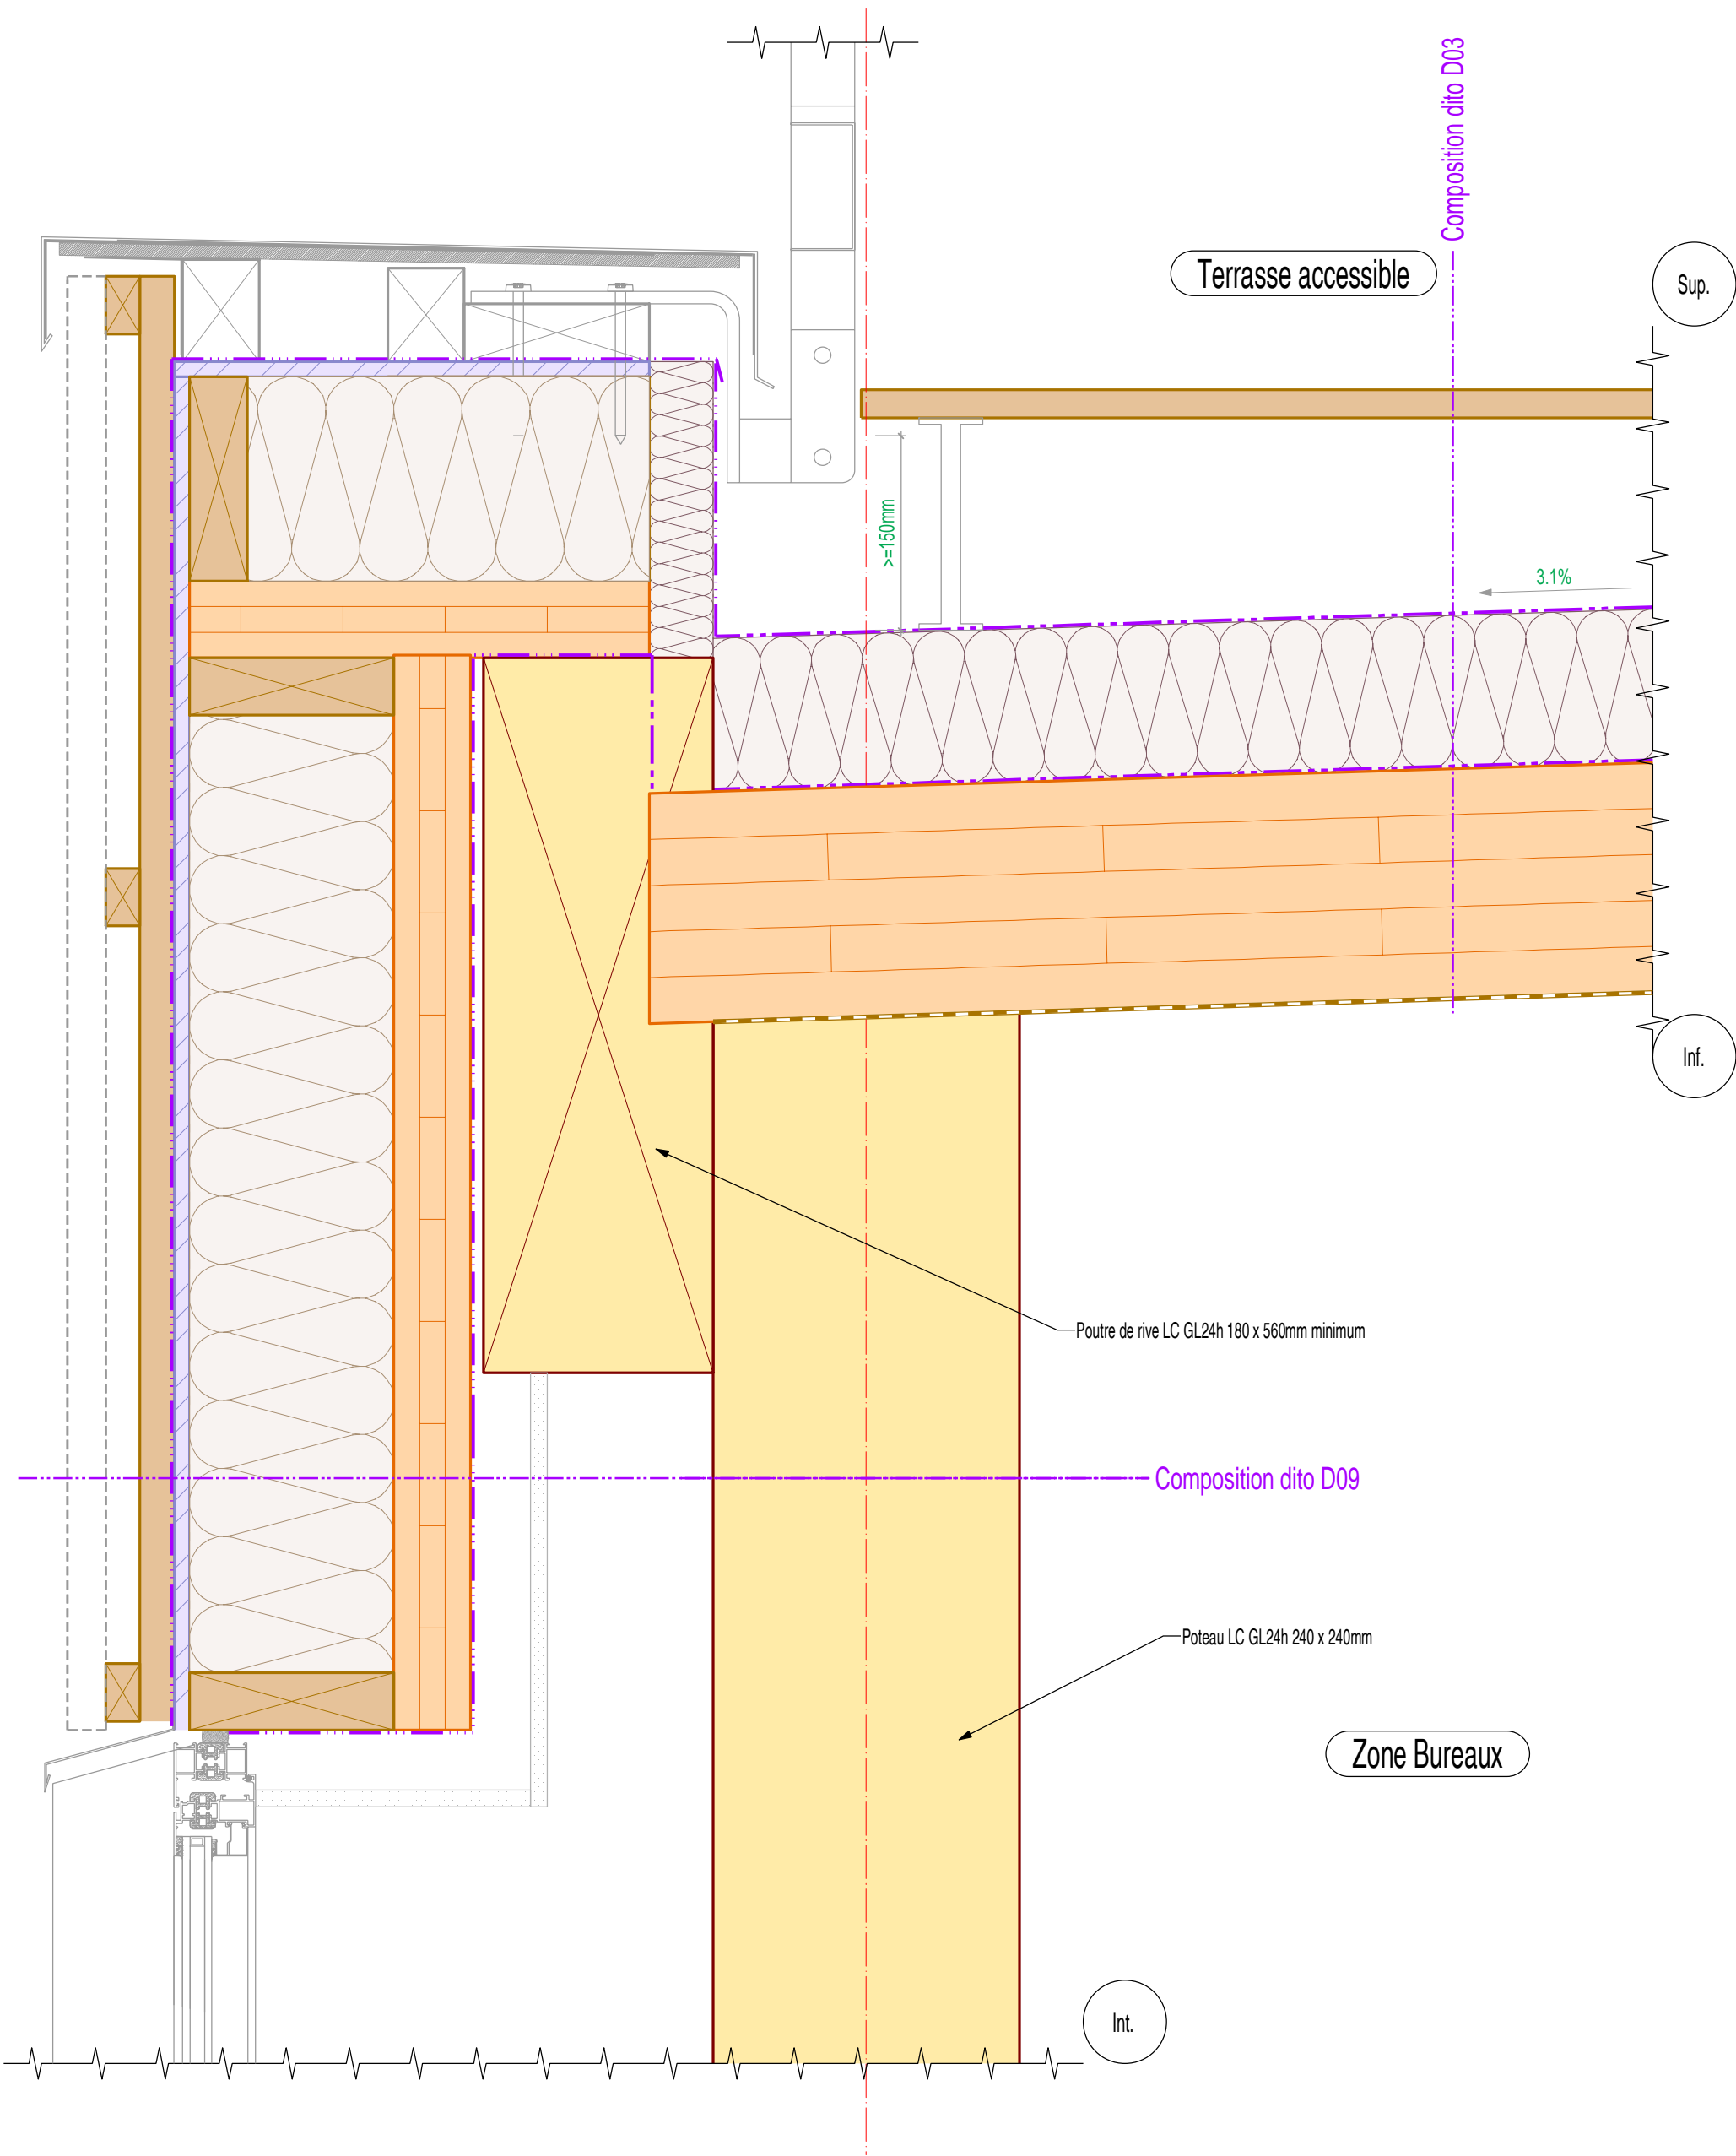 Composition dito D03
Terrasse accessible
Sup.
>=150mm
3.1%
Inf.
Poutre de rive LC GL24h 180 x 560mm minimum
Composition dito D09
Poteau LC GL24h 240 x 240mm
Zone Bureaux
Int.